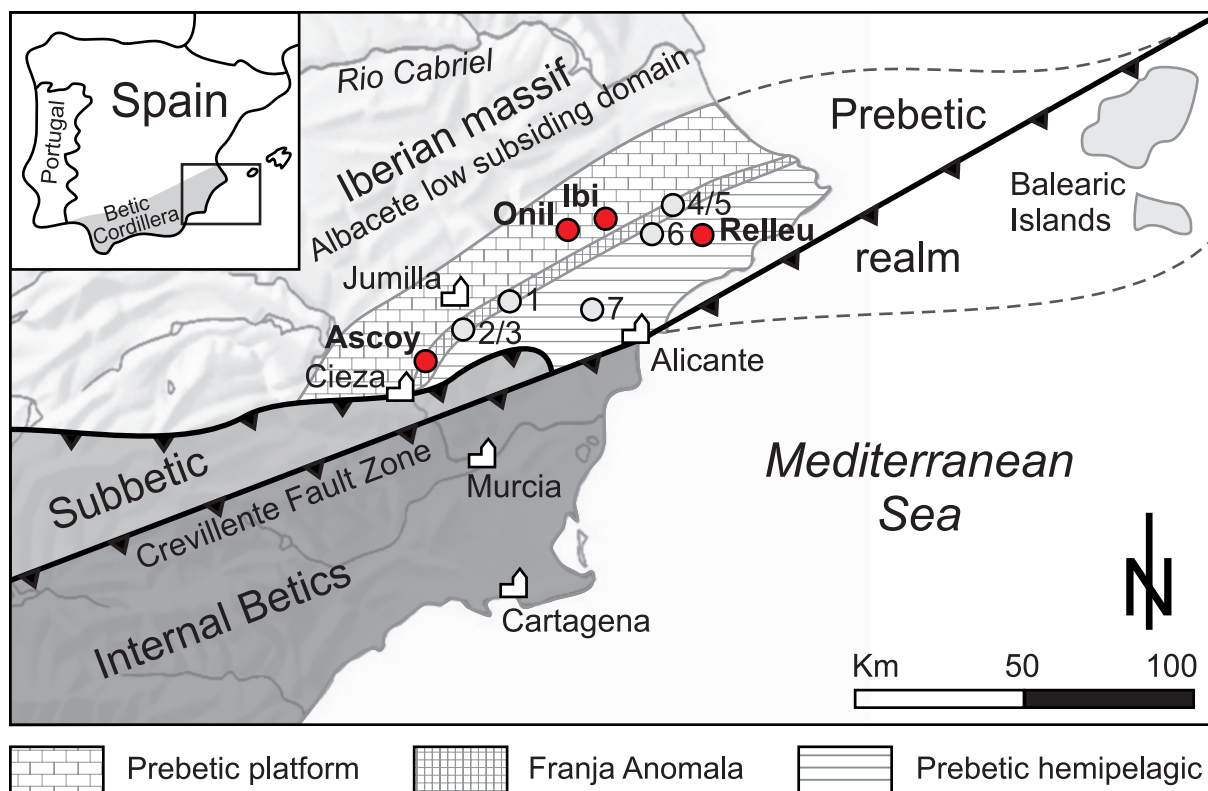 Spain
Portugal
Betic
Cordillera
Rio Cabriel
Iberian massif
Albacete low subsiding domain
Prebetic
realm
Balearic
Islands
Ibi
Onil
4/5
6
Relleu
Jumilla
1
7
2/3
Ascoy
Cieza
Alicante
Subbetic
Crevillente Fault Zone
Murcia
Mediterranean
Sea
Internal Betics
Cartagena
N
Km 50 100
Prebetic platform
Franja Anomala
Prebetic hemipelagic